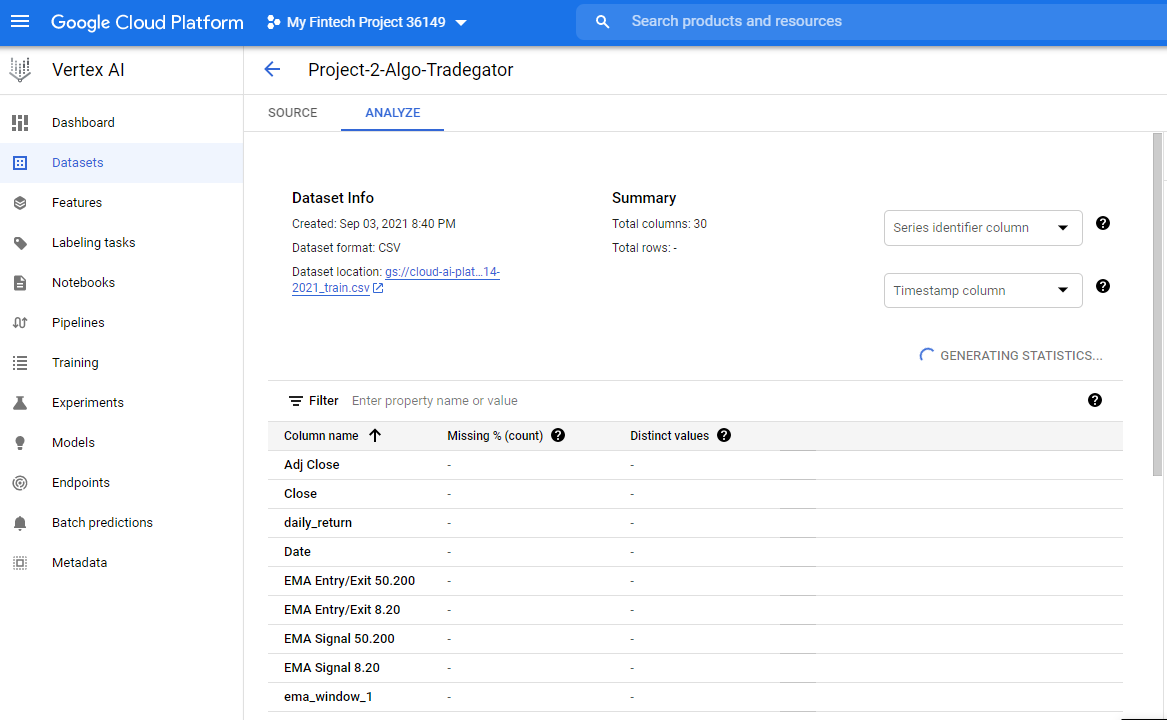 Google Cloud Platform My Fintech Project 36149 Search products and resources
Vertex AI
Project-2-Algo-Tradegator
SOURCE ANALYZE
Dashboard
Datasets
Features
Labeling tasks
Notebooks
Pipelines
Training
Experiments
Models
Endpoints
Batch predictions
Metadata
Dataset Info
Created: Sep 03, 2021 8:40 PM
Dataset format: CSV
Dataset location: gs://cloud-ai-plat…14-
2021_train.csv
Summary
Total columns: 30
Total rows: -
Series identifier column ?
Timestamp column ?
GENERATING STATISTICS...
Filter Enter property name or value ?
Column name Missing % (count) ? Distinct values ?
Adj Close - -
Close - -
daily_return - -
Date - -
EMA Entry/Exit 50.200 - -
EMA Entry/Exit 8.20 - -
EMA Signal 50.200 - -
EMA Signal 8.20 - -
ema_window_1 - -